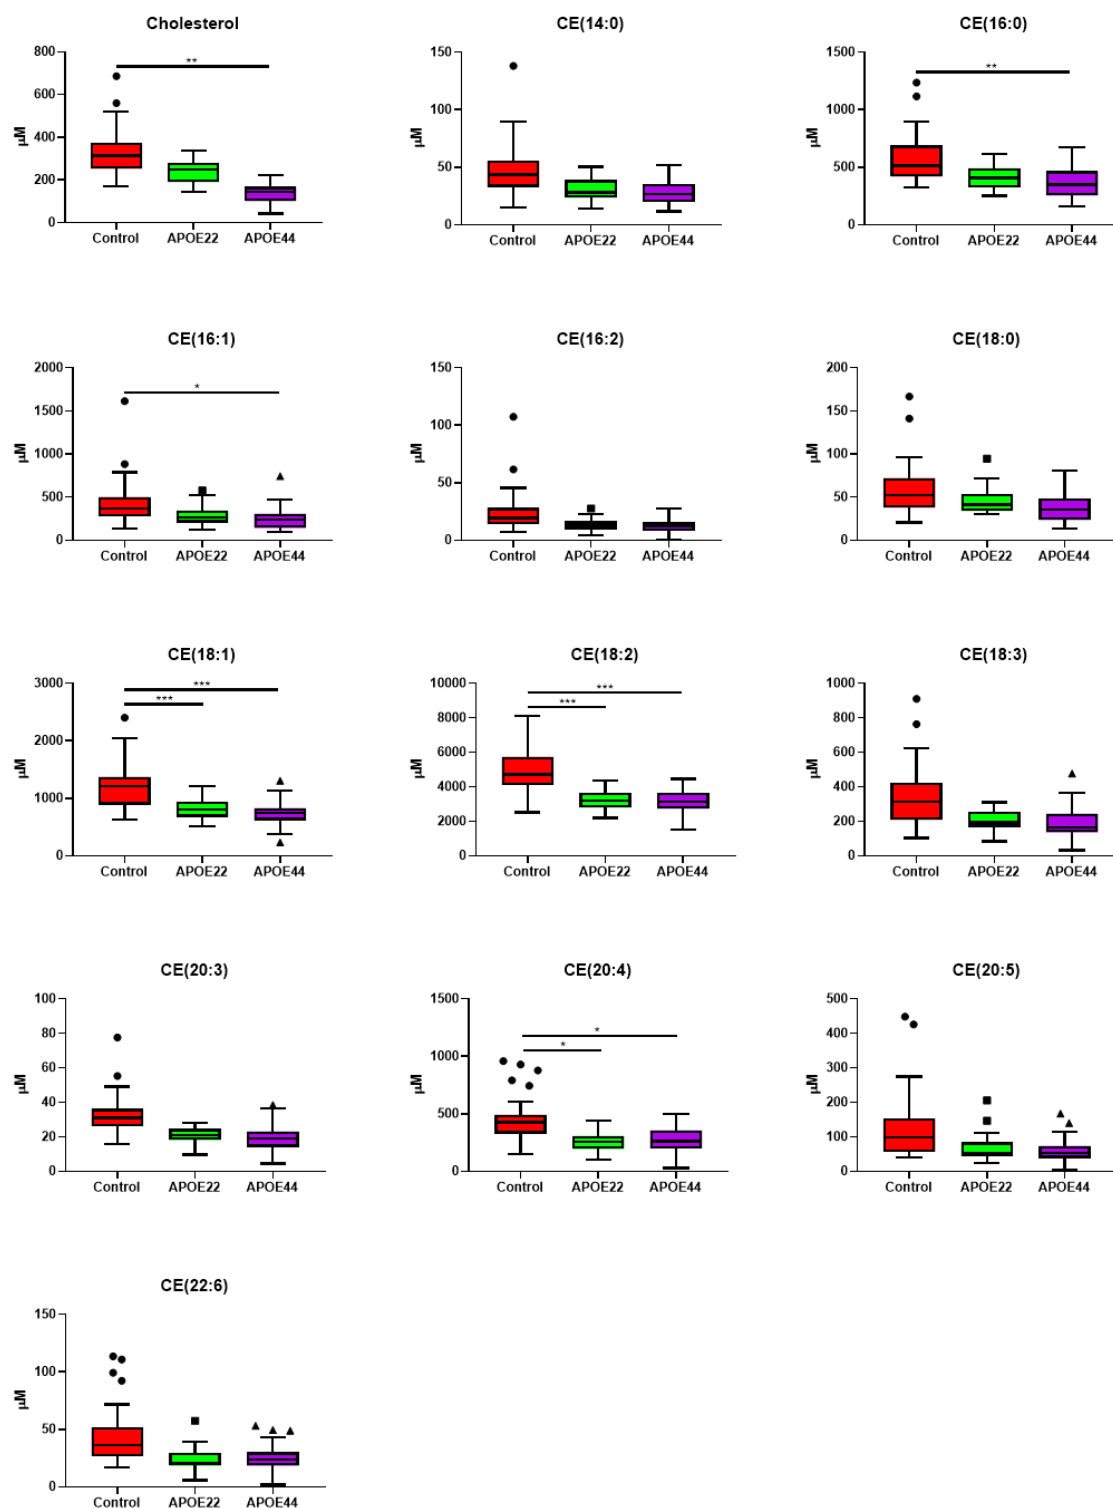 Cholesterol
800
600
400
200
0
μM
**
Control APOE22 APOE44
CE(14:0)
150
100
50
0
μM
Control APOE22 APOE44
CE(16:0)
1500
1000
500
0
μM
**
Control APOE22 APOE44
CE(16:1)
2000
1500
1000
500
0
μM
*
Control APOE22 APOE44
CE(16:2)
150
100
50
0
μM
Control APOE22 APOE44
CE(18:0)
200
150
100
50
0
μM
Control APOE22 APOE44
CE(18:1)
3000
2000
1000
0
μM
***
***
Control APOE22 APOE44
CE(18:2)
10000
8000
6000
4000
2000
0
μM
***
***
Control APOE22 APOE44
CE(18:3)
1000
800
600
400
200
0
μM
Control APOE22 APOE44
CE(20:3)
100
80
60
40
20
0
μM
Control APOE22 APOE44
CE(20:4)
1500
1000
500
0
μM
*
*
Control APOE22 APOE44
CE(20:5)
500
400
300
200
100
0
μM
Control APOE22 APOE44
CE(22:6)
150
100
50
0
μM
Control APOE22 APOE44